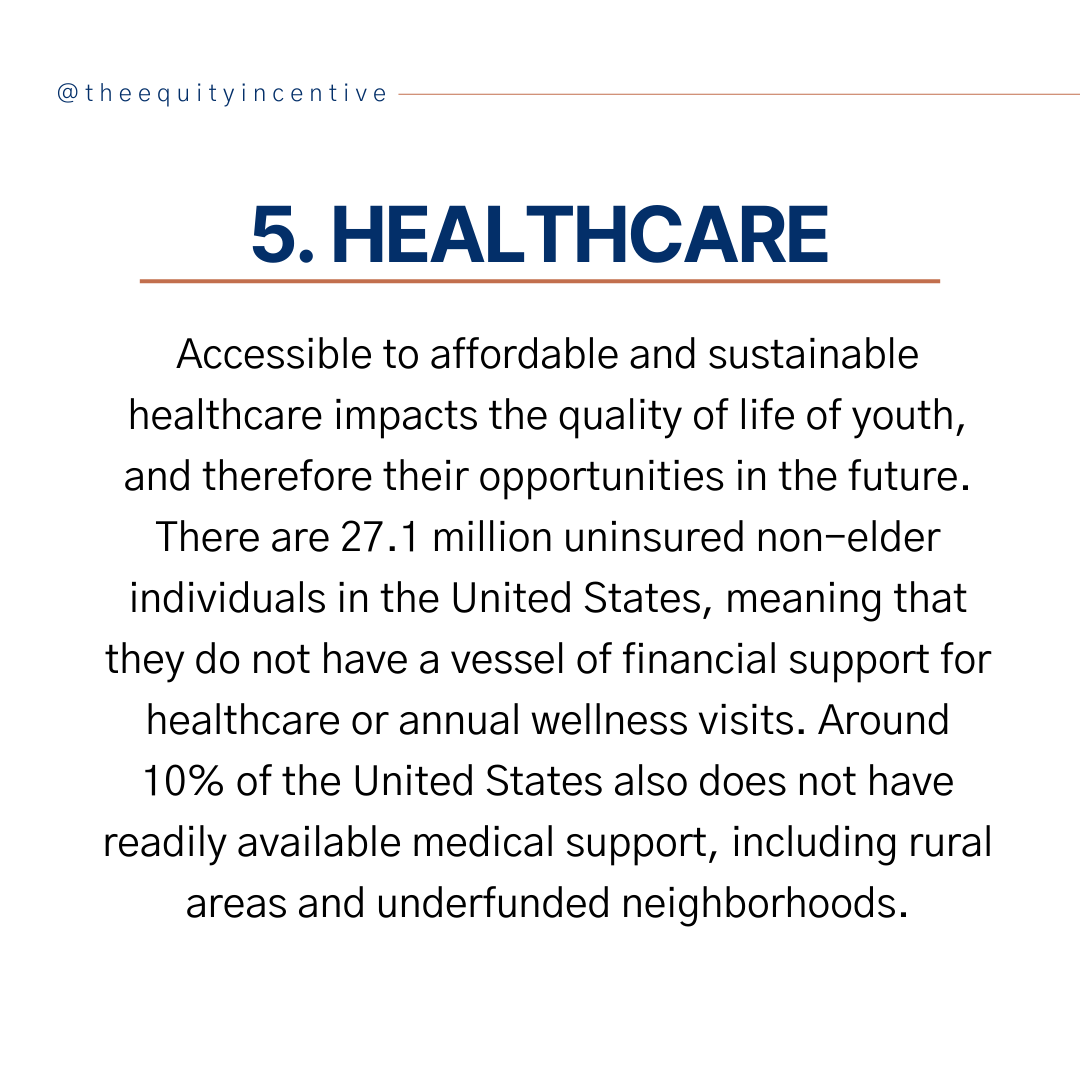 @theequityincentive
5. HEALTHCARE
Accessible to affordable and sustainable
healthcare impacts the quality of life of youth,
and therefore their opportunities in the future.
There are 27.1 million uninsured non-elder
individuals in the United States, meaning that
they do not have a vessel of financial support for
healthcare or annual wellness visits. Around
10% of the United States also does not have
readily available medical support, including rural
areas and underfunded neighborhoods.